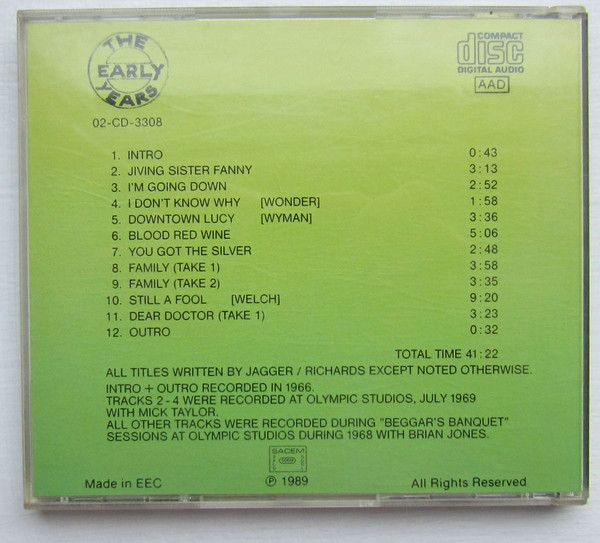 THE
EARLY
YEARS
COMPACT
disc
DIGITAL AUDIO
AAD
02-CD-3308
1. INTRO 0:43
2. JIVING SISTER FANNY 3:13
3. I'M GOING DOWN 2:52
4. I DON'T KNOW WHY [WONDER] 1:58
5. DOWNTOWN LUCY [WYMAN] 3:36
6. BLOOD RED WINE 5:06
7. YOU GOT THE SILVER 2:48
8. FAMILY (TAKE 1) 3:58
9. FAMILY (TAKE 2) 3:35
10. STILL A FOOL [WELCH] 9:20
11. DEAR DOCTOR (TAKE 1) 3:23
12. OUTRO 0:32
TOTAL TIME 41:22
ALL TITLES WRITTEN BY JAGGER / RICHARDS EXCEPT NOTED OTHERWISE.
INTRO + OUTRO RECORDED IN 1966.
TRACKS 2 - 4 WERE RECORDED AT OLYMPIC STUDIOS, JULY 1969
WITH MICK TAYLOR.
ALL OTHER TRACKS WERE RECORDED DURING "BEGGAR'S BANQUET"
SESSIONS AT OLYMPIC STUDIOS DURING 1968 WITH BRIAN JONES.
SACEM
Made in EEC
℗ 1989
All Rights Reserved